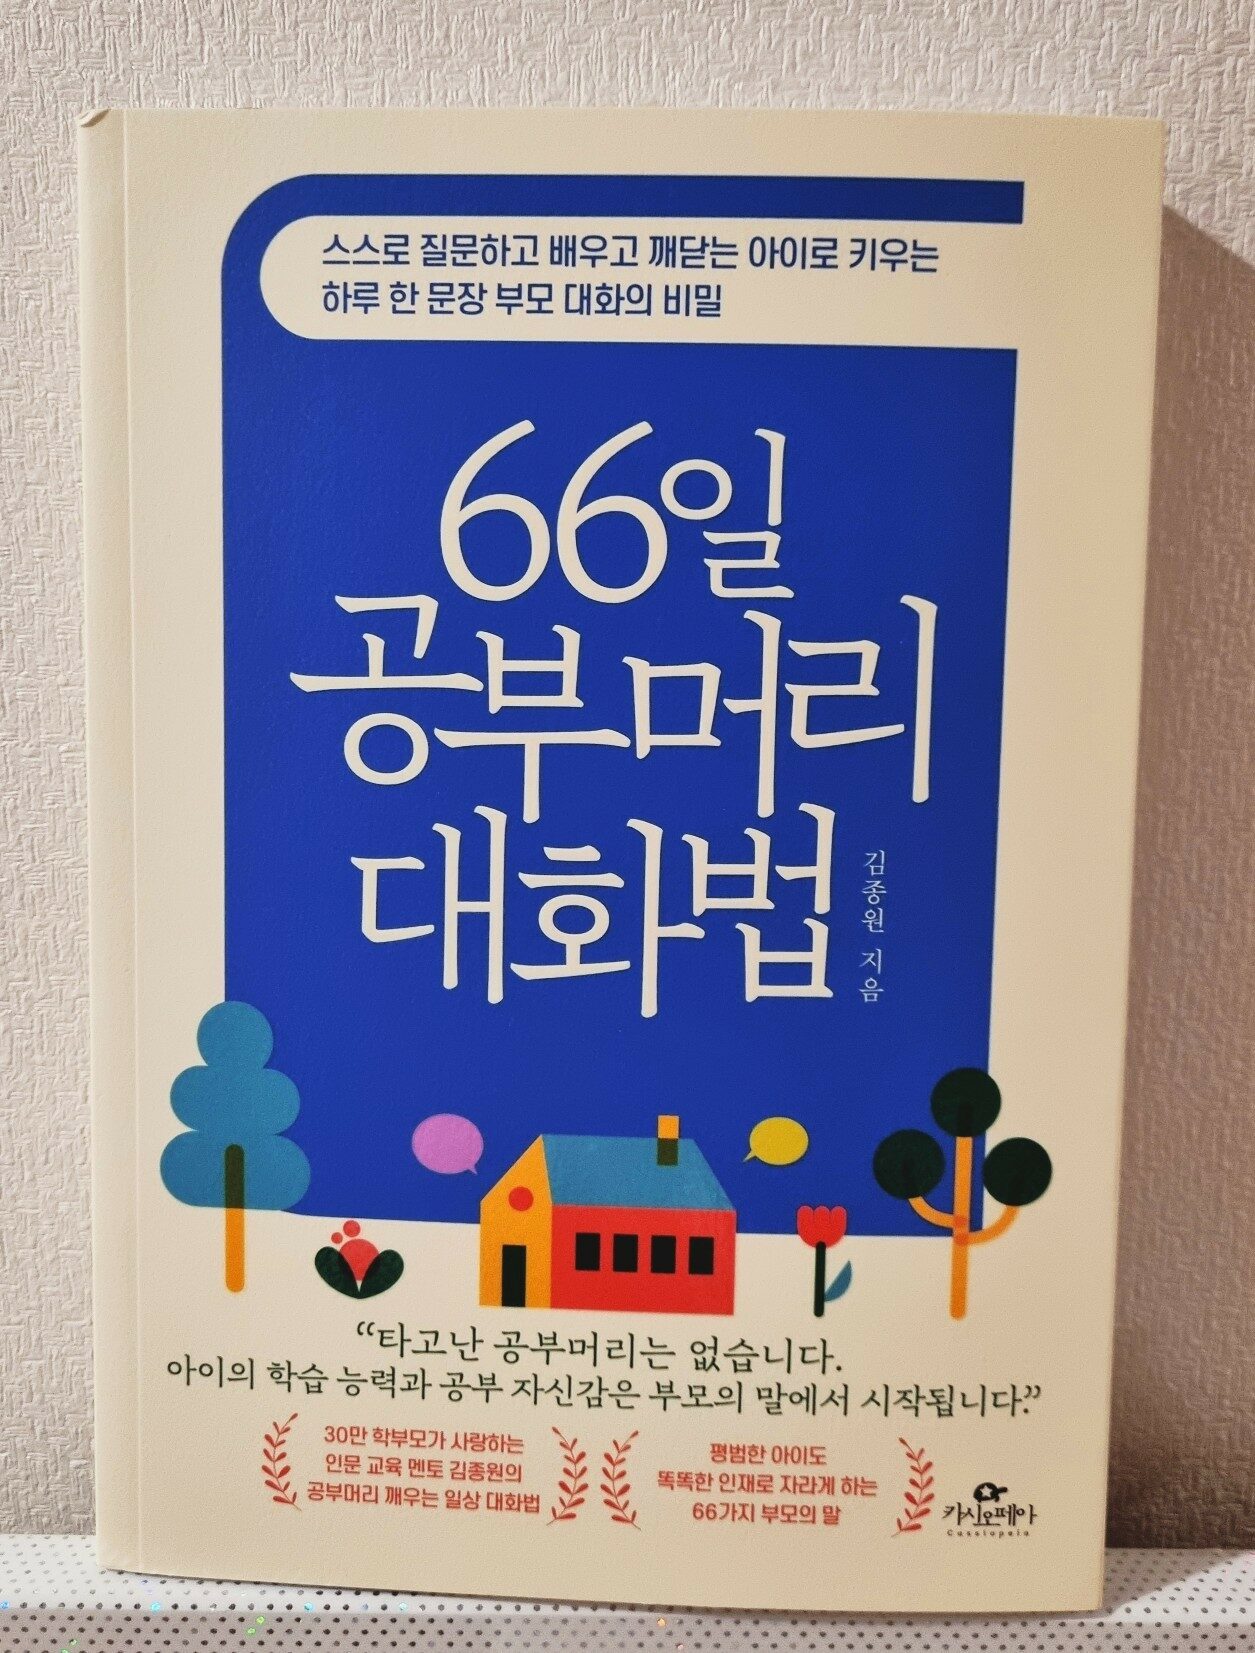 스스로 질문하고 배우고 깨닫는 아이로 키우는
하루 한 문장 부모 대화의 비밀
66일
공부머리
대화법
김종원 지음
“타고난 공부머리는 없습니다.
아이의 학습 능력과 공부 자신감은 부모의 말에서 시작됩니다.”
30만 학부모가 사랑하는
인문 교육 멘토 김종원의
공부머리 깨우는 일상 대화법
평범한 아이도
똑똑한 인재로 자라게 하는
66가지 부모의 말
카시오페아
Cassiopeia